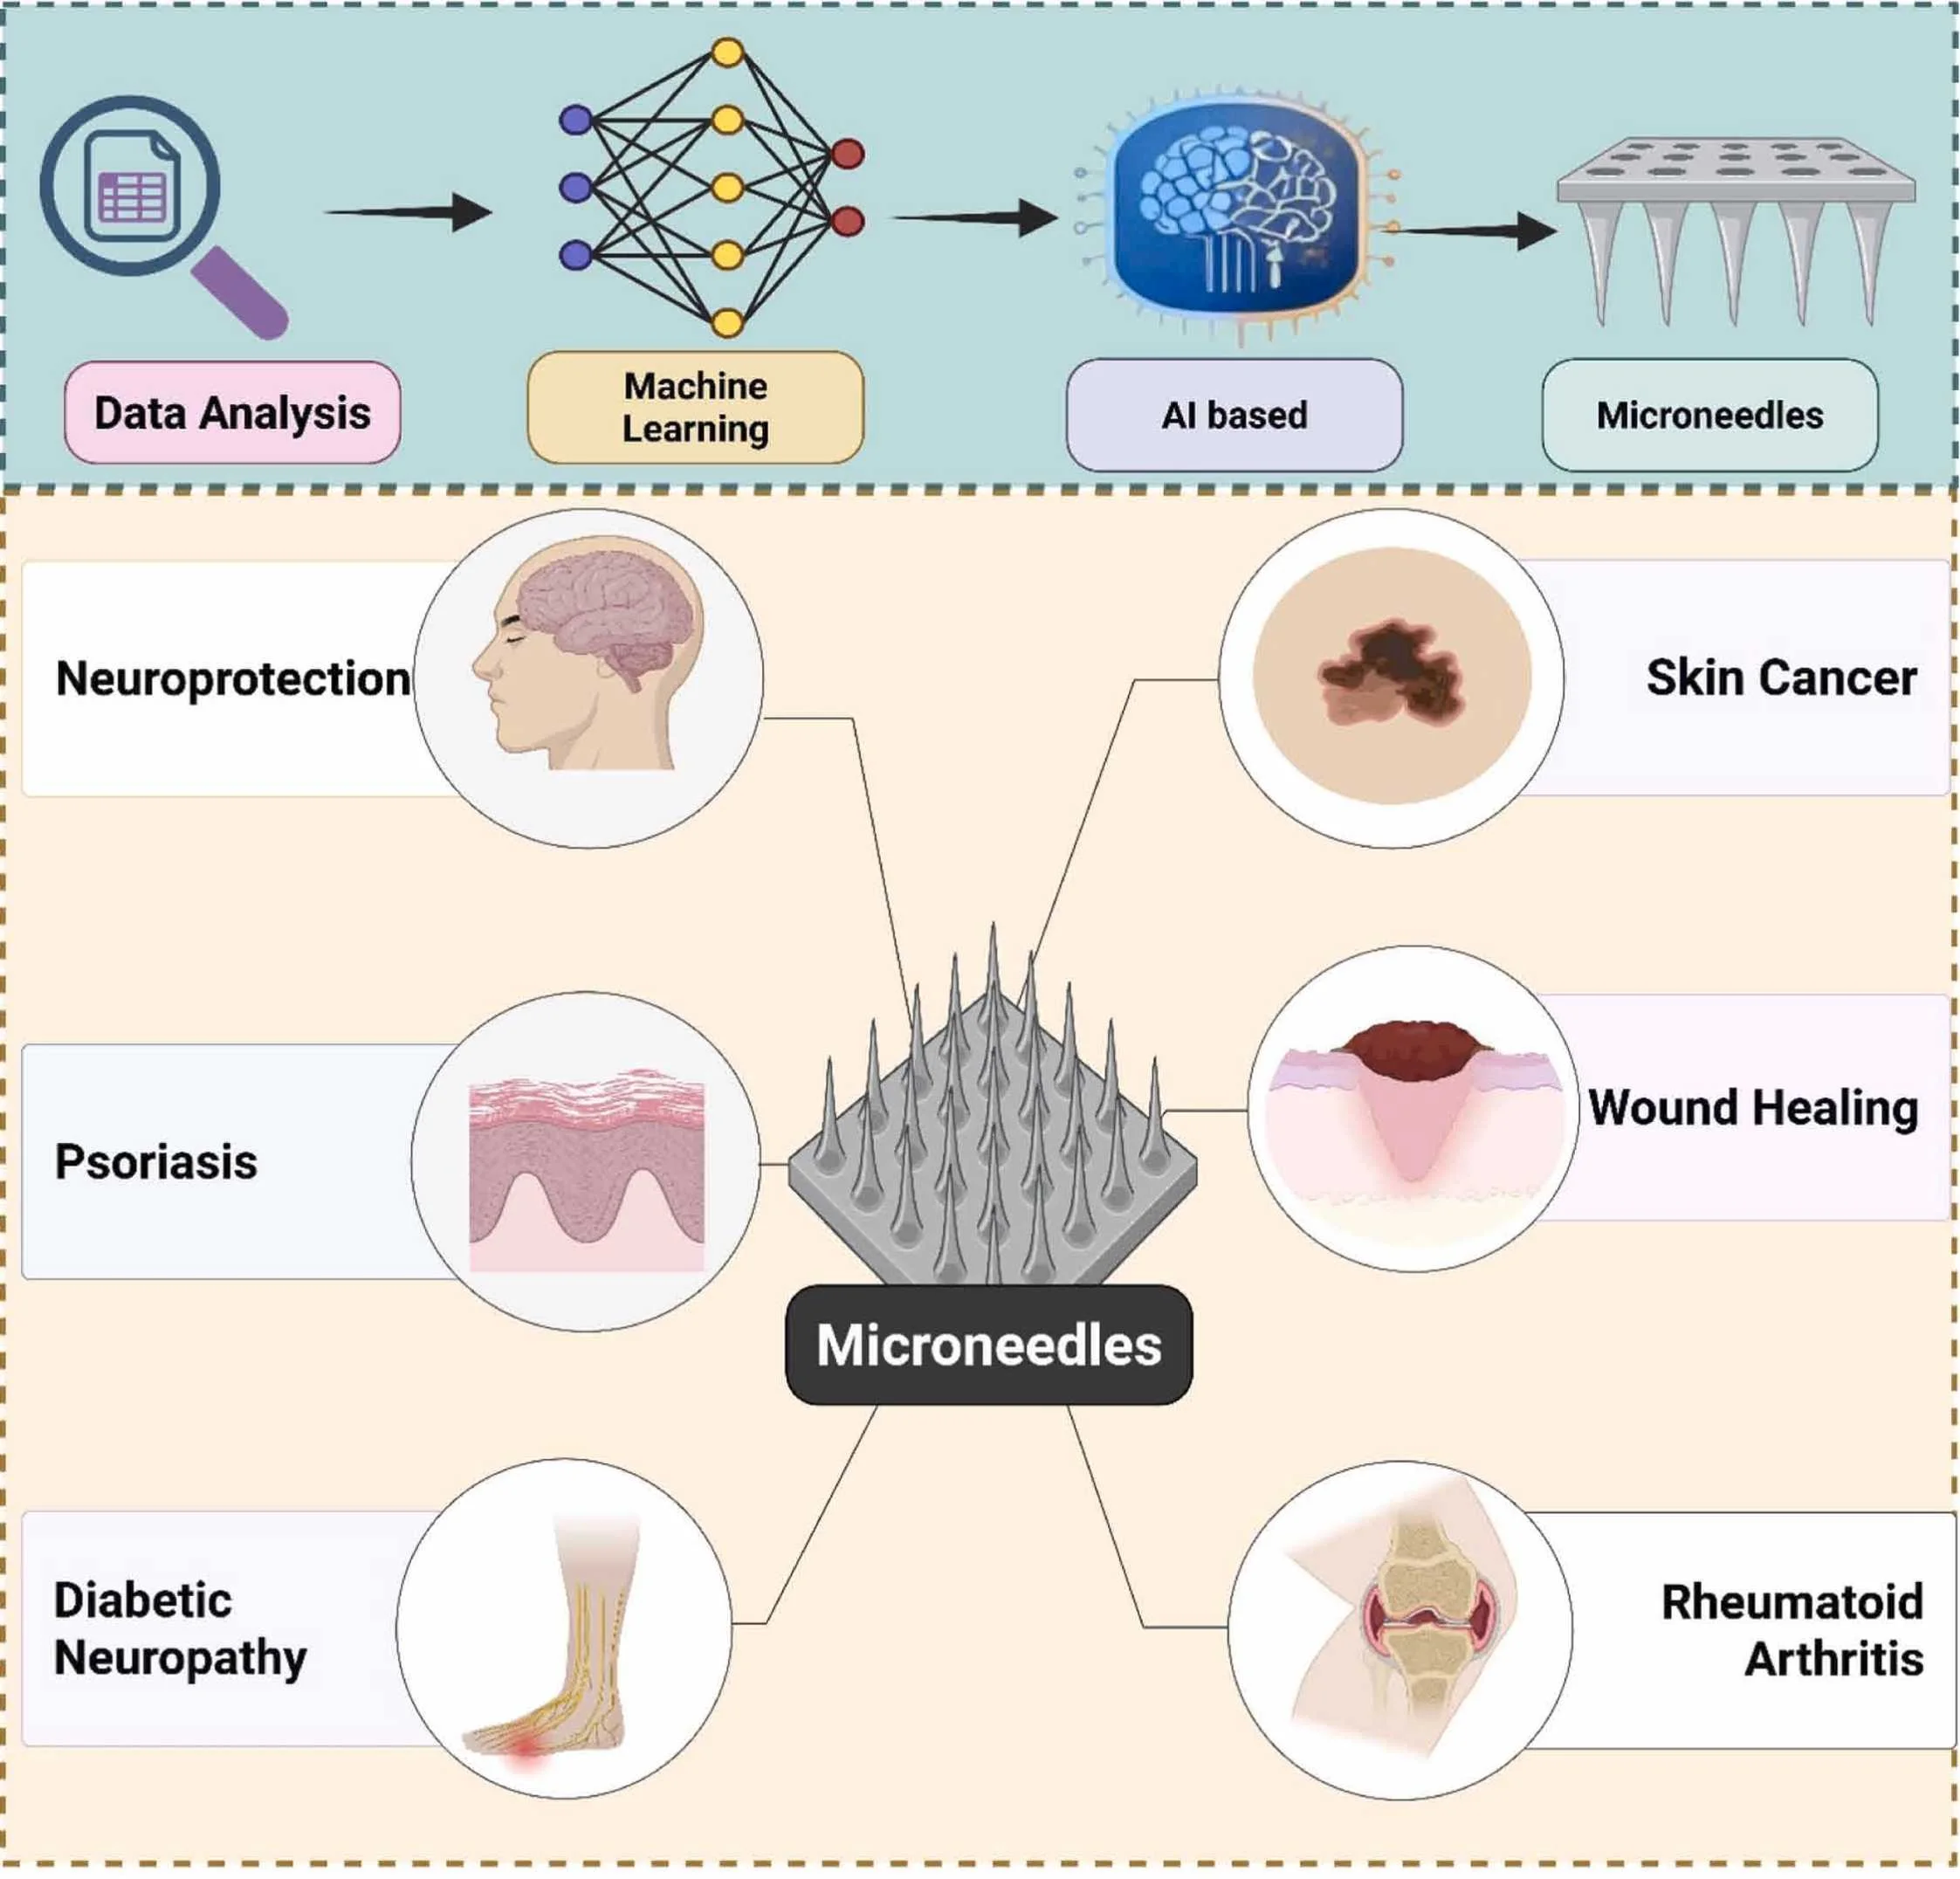 Data Analysis
Machine
Learning
AI based
Microneedles
Neuroprotection
Skin Cancer
Psoriasis
Wound Healing
Microneedles
Diabetic
Neuropathy
Rheumatoid
Arthritis